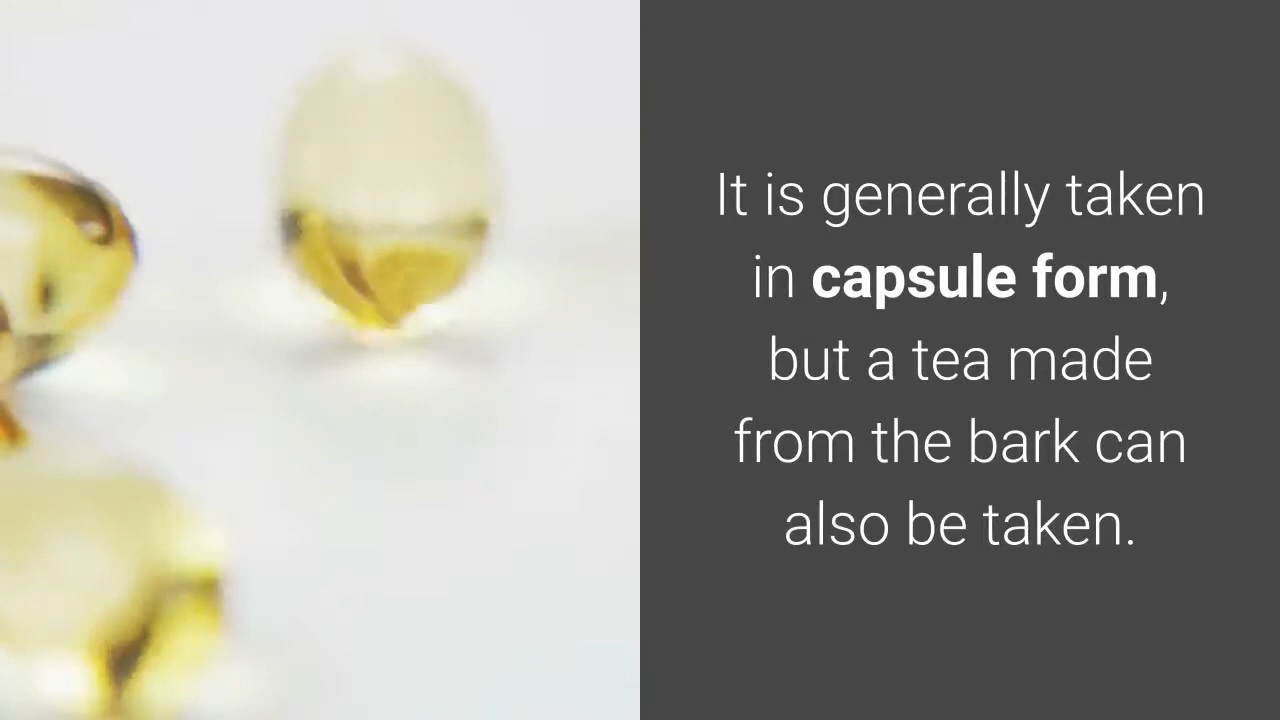 It is generally taken
in capsule form,
but a tea made
from the bark can
also be taken.